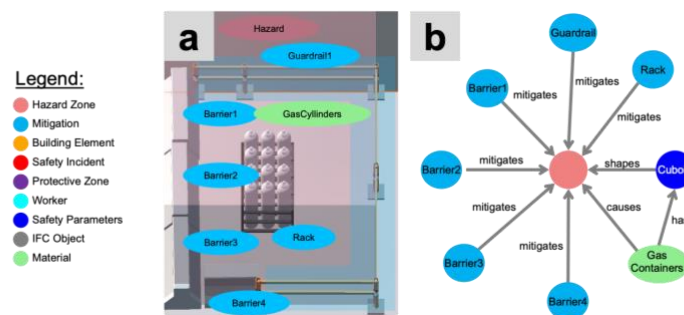 a
b
Legend:
Hazard Zone
Mitigation
Building Element
Safety Incident
Protective Zone
Worker
Safety Parameters
IFC Object
Material
Hazard
Guardrail1
Barrier1
GasCyllinders
Barrier2
Barrier3
Rack
Barrier4
Guardrail
Rack
Barrier1
mitigates
mitigates
mitigates
Barrier2
mitigates
shapes
Cubo
mitigates
causes
ha
Barrier3
mitigates
Gas
Containers
Barrier4